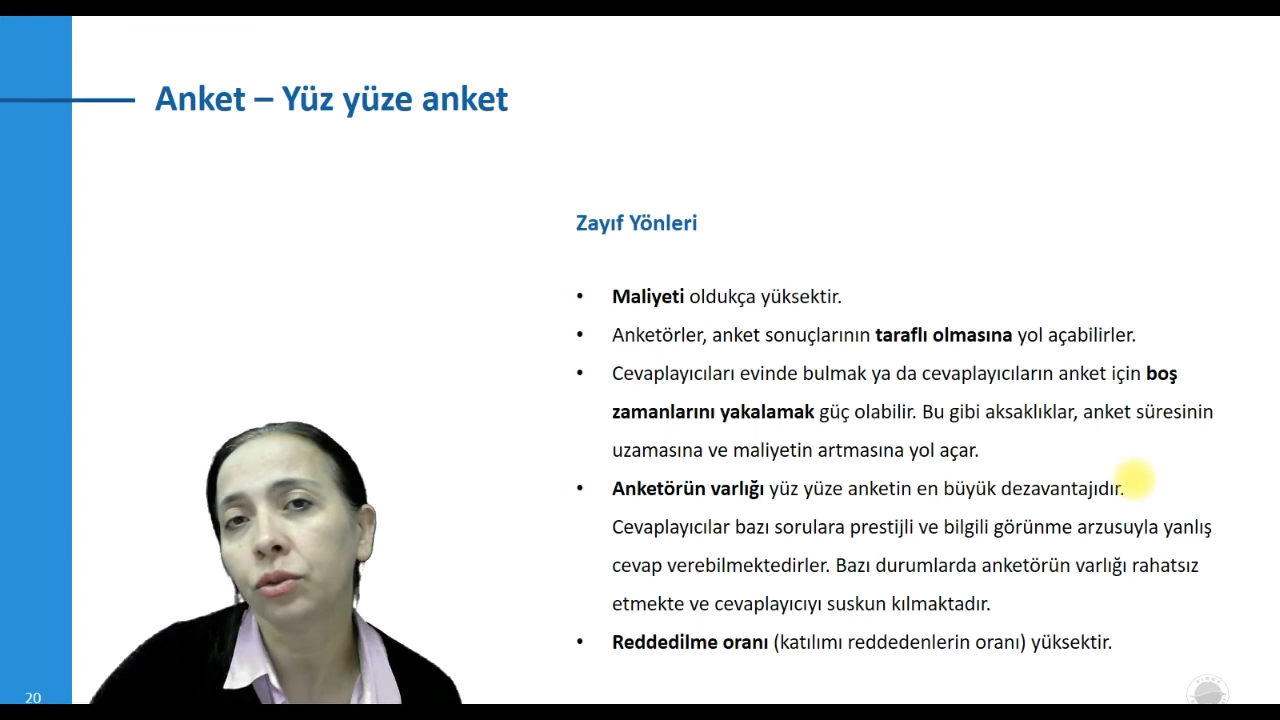 Anket – Yüz yüze anket
Zayıf Yönleri
• Maliyeti oldukça yüksektir.
• Anketörler, anket sonuçlarının taraflı olmasına yol açabilirler.
• Cevaplayıcıları evinde bulmak ya da cevaplayıcıların anket için boş
zamanlarını yakalamak güç olabilir. Bu gibi aksaklıklar, anket süresinin
uzamasına ve maliyetin artmasına yol açar.
• Anketörün varlığı yüz yüze anketin en büyük dezavantajıdır.
Cevaplayıcılar bazı sorulara prestijli ve bilgili görünme arzusuyla yanlış
cevap verebilmektedirler. Bazı durumlarda anketörün varlığı rahatsız
etmekte ve cevaplayıcıyı suskun kılmaktadır.
• Reddedilme oranı (katılımı reddedenlerin oranı) yüksektir.
20